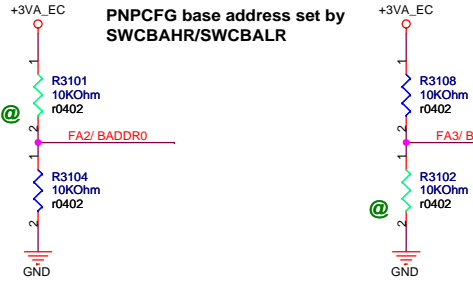 +3VA_EC
PNPCFG base address set by
SWCBAHR/SWCBALR
+3VA_EC
1
R3101
10KOhm
r0402
@
2
FA2/ BADDR0
1
R3104
10KOhm
r0402
2
GND
1
R3108
10KOhm
r0402
2
FA3/ B
1
R3102
10KOhm
r0402
@
2
GND